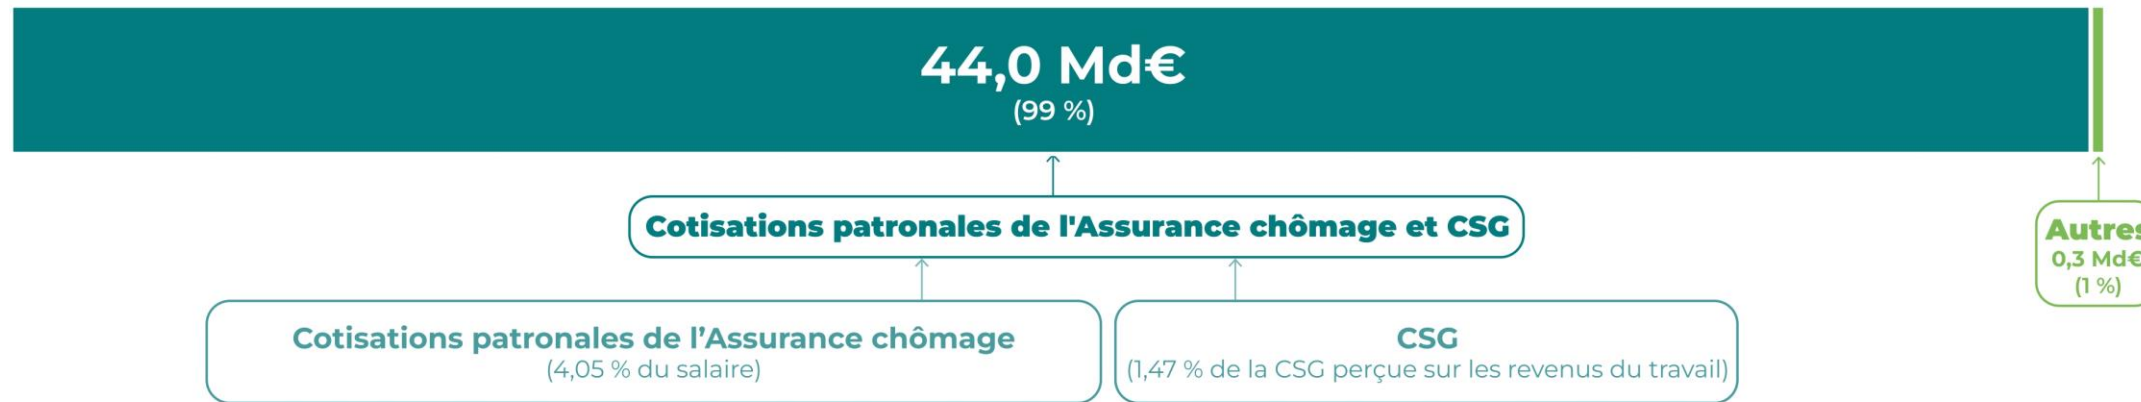 44,0 Md€
(99 %)
Cotisations patronales de l'Assurance chômage et CSG
Autres
0,3 Md€
(1 %)
Cotisations patronales de l’Assurance chômage
(4,05 % du salaire)
CSG
(1,47 % de la CSG perçue sur les revenus du travail)